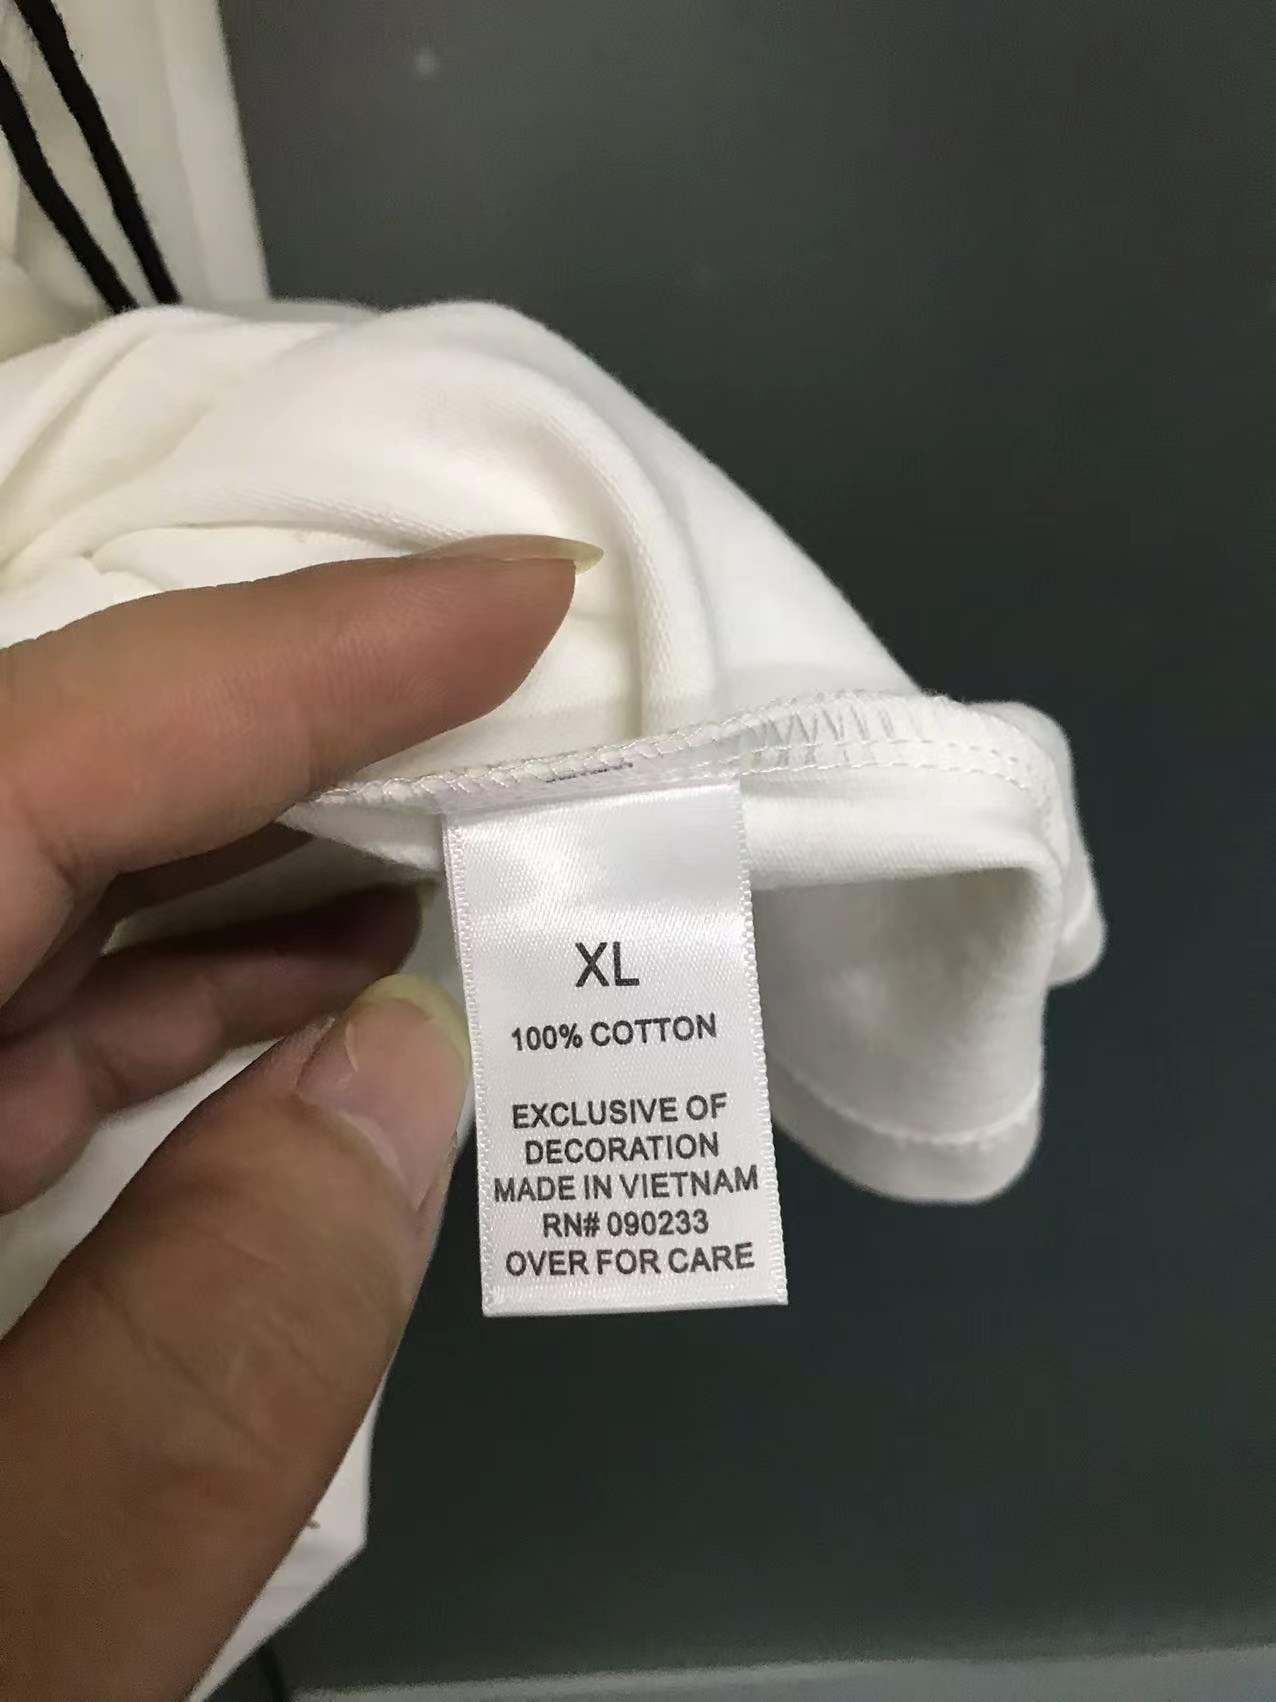 XL
100% COTTON
EXCLUSIVE OF
DECORATION
MADE IN VIETNAM
RN# 090233
OVER FOR CARE